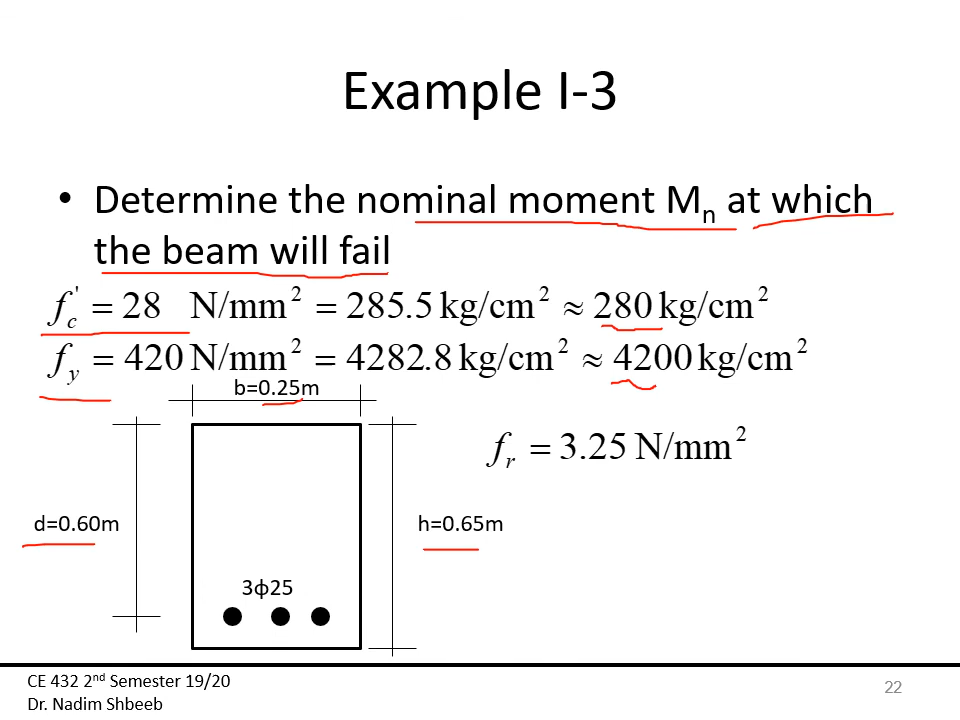 Example I-3
• Determine the nominal moment Mn at which
the beam will fail
f'c = 28 N/mm² = 285.5 kg/cm² ≈ 280 kg/cm²
fy = 420 N/mm² = 4282.8 kg/cm² ≈ 4200 kg/cm²
b=0.25m
fr = 3.25 N/mm²
d=0.60m
h=0.65m
3ϕ25
CE 432 2nd Semester 19/20
Dr. Nadim Shbeeb
22